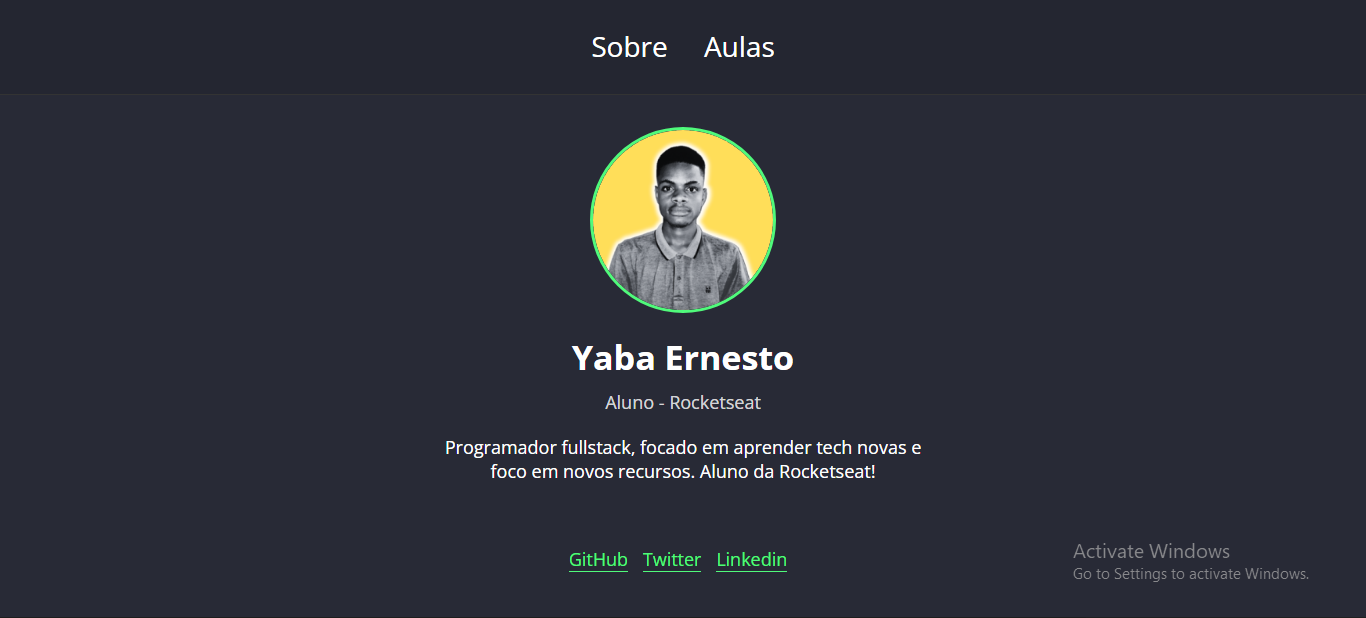 Sobre Aulas
Yaba Ernesto
Aluno - Rocketseat
Programador fullstack, focado em aprender tech novas e
foco em novos recursos. Aluno da Rocketseat!
GitHub Twitter Linkedin
Activate Windows
Go to Settings to activate Windows.